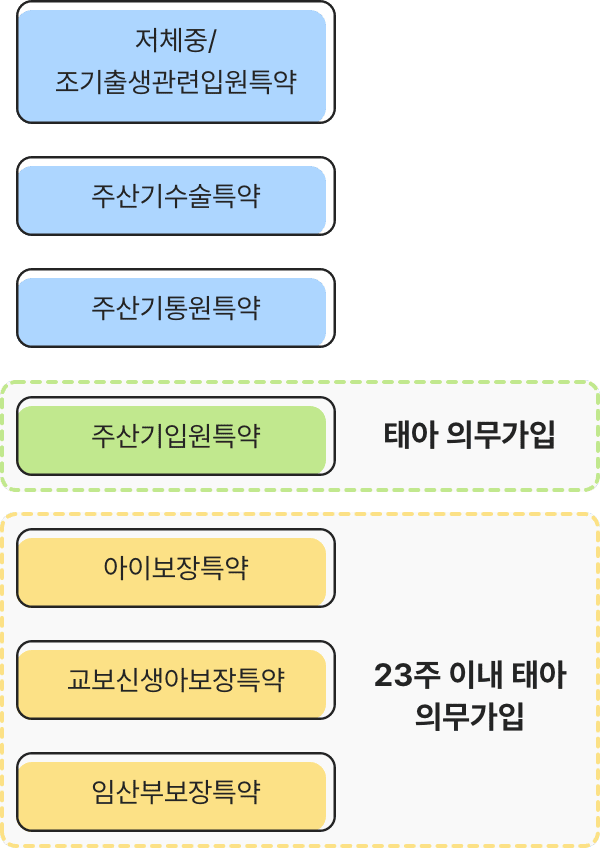 저체중/
조기출생관련입원특약
주산기수술특약
주산기통원특약
주산기입원특약
태아 의무가입
아이보장특약
교보신생아보장특약
임산부보장특약
23주 이내 태아
의무가입